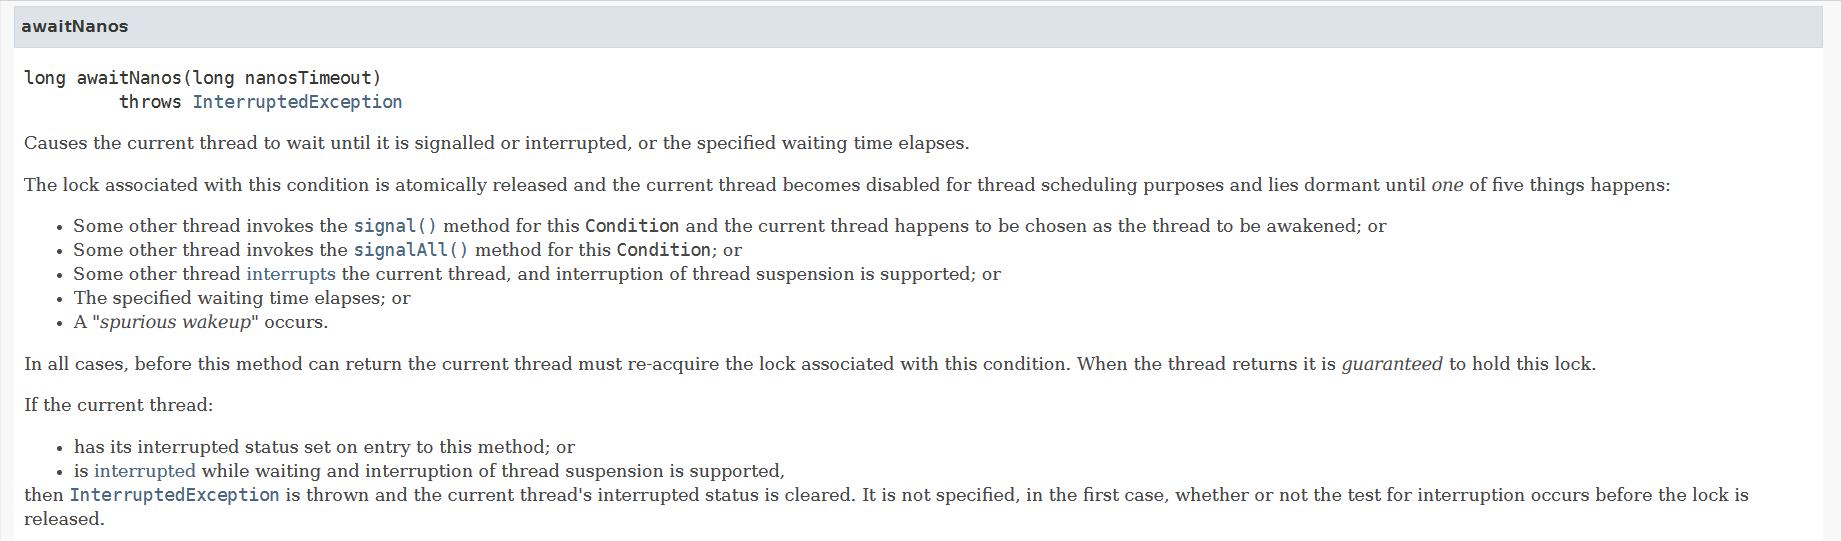 awaitNanos
long awaitNanos(long nanosTimeout)
         throws InterruptedException
Causes the current thread to wait until it is signalled or interrupted, or the specified waiting time elapses.
The lock associated with this condition is atomically released and the current thread becomes disabled for thread scheduling purposes and lies dormant until one of five things happens:
• Some other thread invokes the signal() method for this Condition and the current thread happens to be chosen as the thread to be awakened; or
• Some other thread invokes the signalAll() method for this Condition; or
• Some other thread interrupts the current thread, and interruption of thread suspension is supported; or
• The specified waiting time elapses; or
• A "spurious wakeup" occurs.
In all cases, before this method can return the current thread must re-acquire the lock associated with this condition. When the thread returns it is guaranteed to hold this lock.
If the current thread:
• has its interrupted status set on entry to this method; or
• is interrupted while waiting and interruption of thread suspension is supported,
then InterruptedException is thrown and the current thread's interrupted status is cleared. It is not specified, in the first case, whether or not the test for interruption occurs before the lock is
released.